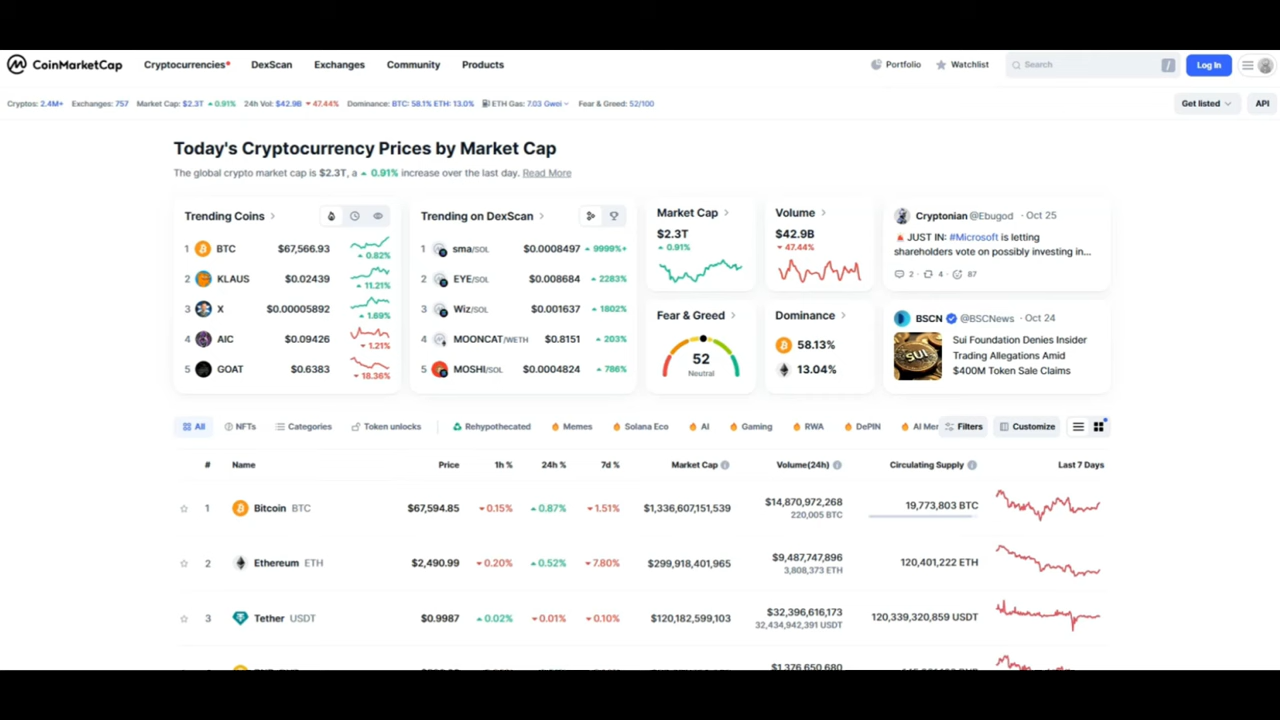 CoinMarketCap Cryptocurrencies DexScan Exchanges Community Products Portfolio Watchlist Search / Log In
Cryptos: 2.4M+ Exchanges: 757 Market Cap: $2.3T 0.91% 24h Vol: $42.9B 47.44% Dominance: BTC: 58.1% ETH: 13.0% ETH Gas: 7.03 Gwei Fear & Greed: 52/100 Get listed API
Today's Cryptocurrency Prices by Market Cap
The global crypto market cap is $2.3T, a 0.91% increase over the last day. Read More
Trending Coins
1 BTC $67,566.93 0.82%
2 KLAUS $0.02439 11.21%
3 X $0.00005892 1.69%
4 AIC $0.09426 1.21%
5 GOAT $0.6383 18.36%
Trending on DexScan
1 sma/SOL $0.0008497 9999%+
2 EYE/SOL $0.008684 2283%
3 Wiz/SOL $0.001637 1802%
4 MOONCAT/WETH $0.8151 203%
5 MOSHI/SOL $0.0004824 786%
Market Cap
$2.3T
0.91%
Volume
$42.9B
47.44%
Fear & Greed
52
Neutral
Dominance
58.13%
13.04%
Cryptonian @Ebugod · Oct 25
JUST IN: #Microsoft is letting
shareholders vote on possibly investing in...
2 · 4 · 87
BSCN @BSCNews · Oct 24
SUI
Sui Foundation Denies Insider
Trading Allegations Amid
$400M Token Sale Claims
All NFTs Categories Token unlocks Rehypothecated Memes Solana Eco AI Gaming RWA DePIN AI Mer Filters Customize
# Name Price 1h % 24h % 7d % Market Cap Volume(24h) Circulating Supply Last 7 Days
1 Bitcoin BTC $67,594.85 0.15% 0.87% 1.51% $1,336,607,151,539 $14,870,972,268 19,773,803 BTC
220,005 BTC
2 Ethereum ETH $2,490.99 0.20% 0.52% 7.80% $299,918,401,965 $9,487,747,896 120,401,222 ETH
3,808,373 ETH
3 Tether USDT $0.9987 0.02% 0.01% 0.10% $120,182,599,103 $32,396,616,173 120,339,320,859 USDT
32,434,942,391 USDT
$1,376,650,680